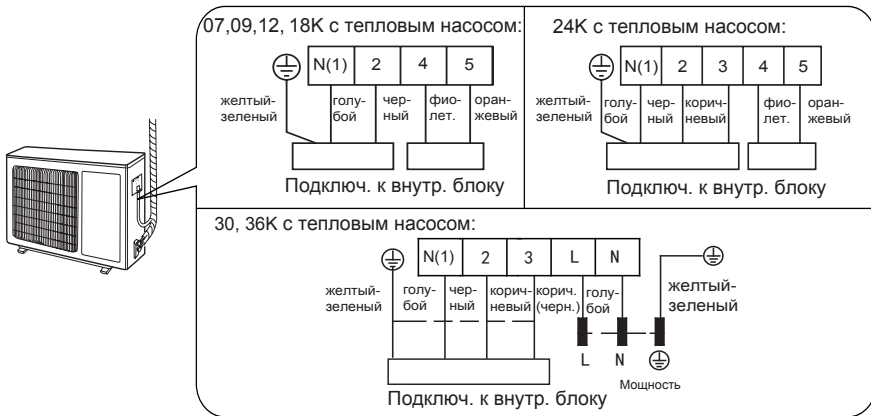 07,09,12, 18K с тепловым насосом:
N(1) 2 4 5
желтый-
зеленый
голу-
бой
чер-
ный
фио-
лет.
оран-
жевый
Подключ. к внутр. блоку
24K с тепловым насосом:
N(1) 2 3 4 5
желтый-
зеленый
голу-
бой
чер-
ный
корич-
невый
фио-
лет.
оран-
жевый
Подключ. к внутр. блоку
30, 36K с тепловым насосом:
N(1) 2 3 L N
желтый-
зеленый
голу-
бой
чер-
ный
корич-
невый
корич.
(черн.)
голу-
бой
желтый-
зеленый
L N
Мощность
Подключ. к внутр. блоку